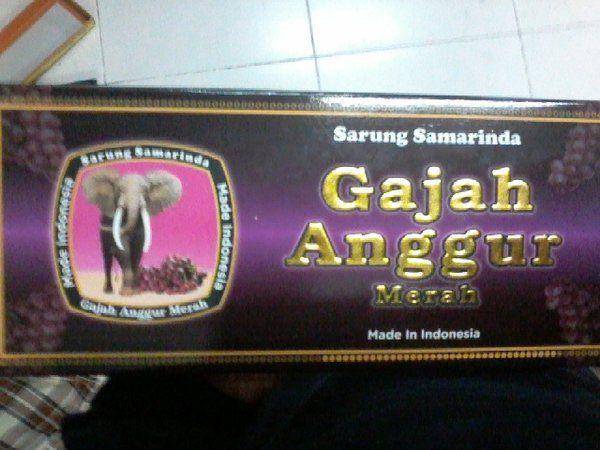 Sarung Samarinda
Made Indonesia
Made Indonesia
Gajah Anggur Merah
Sarung Samarinda
Gajah
Anggur
Merah
Made In Indonesia